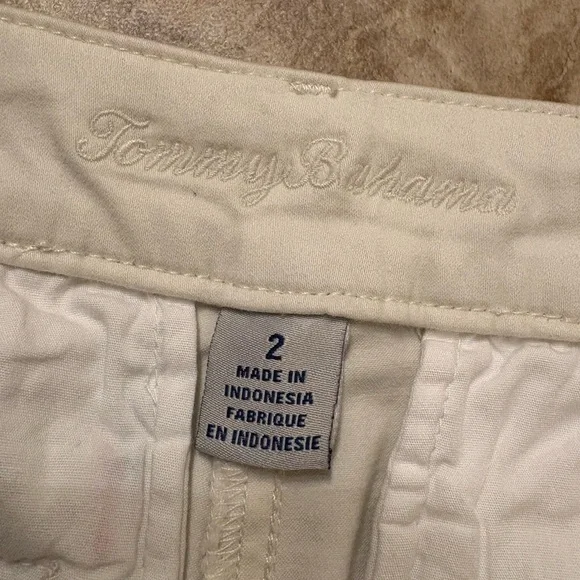 Tommy Bahama
2
MADE IN
INDONESIA
FABRIQUE
EN INDONESIE